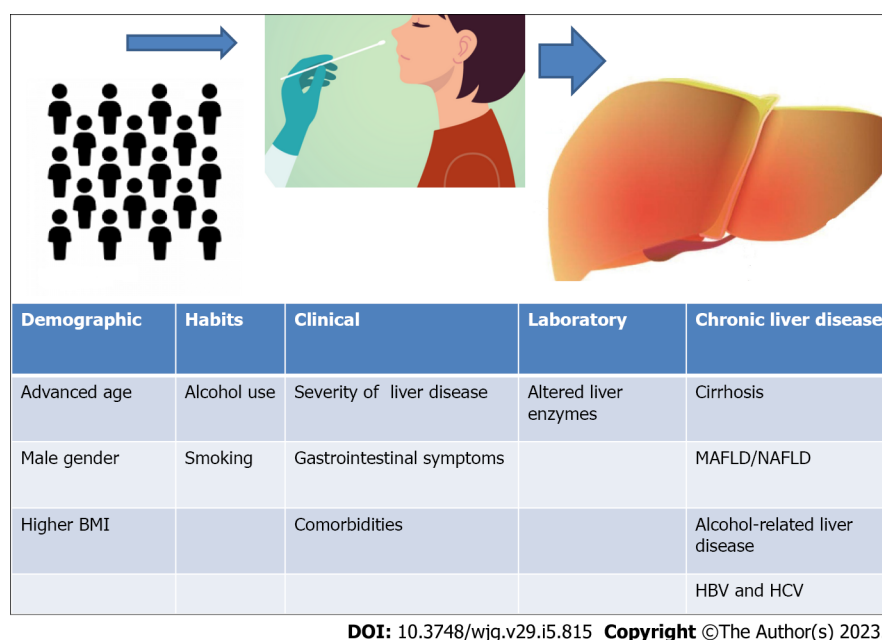 Demographic Habits Clinical Laboratory Chronic liver disease
Advanced age Alcohol use Severity of liver disease Altered liver enzymes Cirrhosis
Male gender Smoking Gastrointestinal symptoms MAFLD/NAFLD
Higher BMI Comorbidities Alcohol-related liver disease
HBV and HCV
DOI: 10.3748/wjg.v29.i5.815 Copyright ©The Author(s) 2023